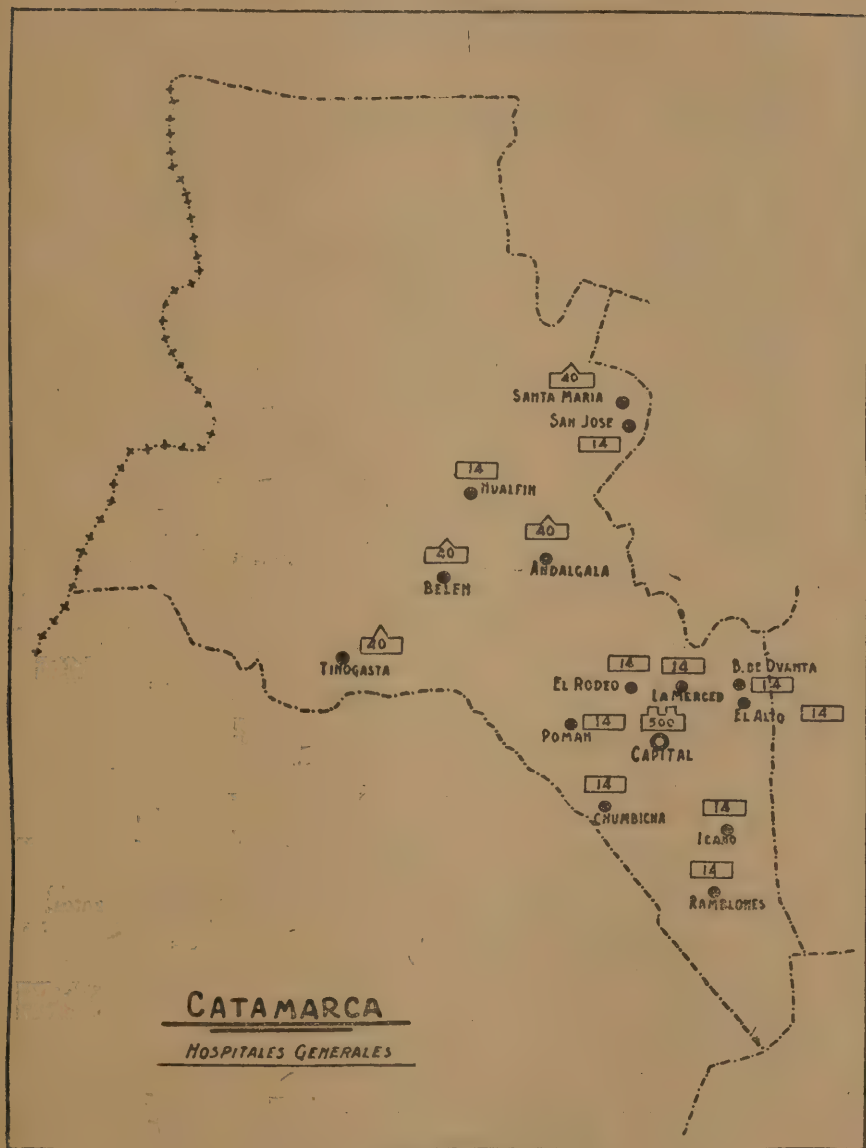 40
SANTA MARIA
SAN JOSE
14
14
HUALFIN
40
ANDALGALA
40
BELEN
40
TINOGASTA
14
EL RODEO
14
LA MERCED
B. DE OVANTA
14
EL ALTO
14
POMAN
14
500
CAPITAL
14
CHUMBICHA
14
ICAÑO
14
RAMBLONES
CATAMARCA
HOSPITALES GENERALES